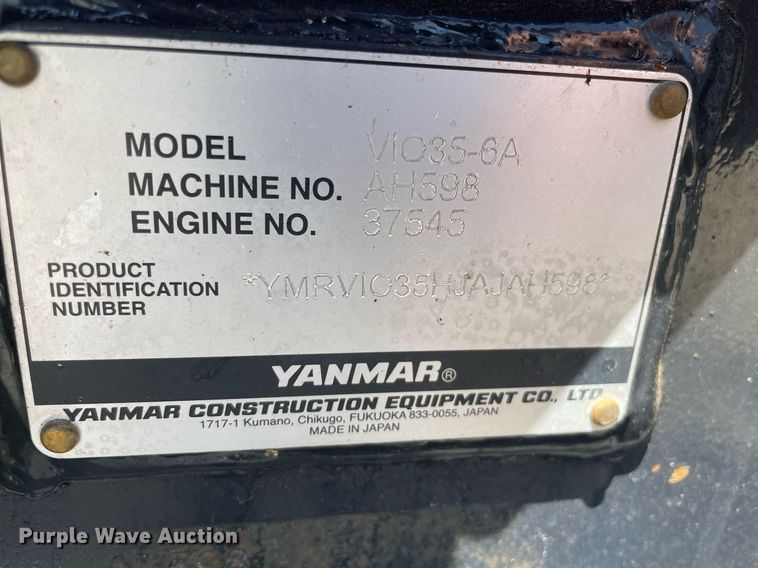 MODEL VIO35-6A
MACHINE NO. AH598
ENGINE NO. 37545
PRODUCT
IDENTIFICATION *YMRVIO35HJAJAH598*
NUMBER
YANMAR®
YANMAR CONSTRUCTION EQUIPMENT CO., LTD
1717-1 Kumano, Chikugo, FUKUOKA 833-0055, JAPAN
MADE IN JAPAN
Purple Wave Auction